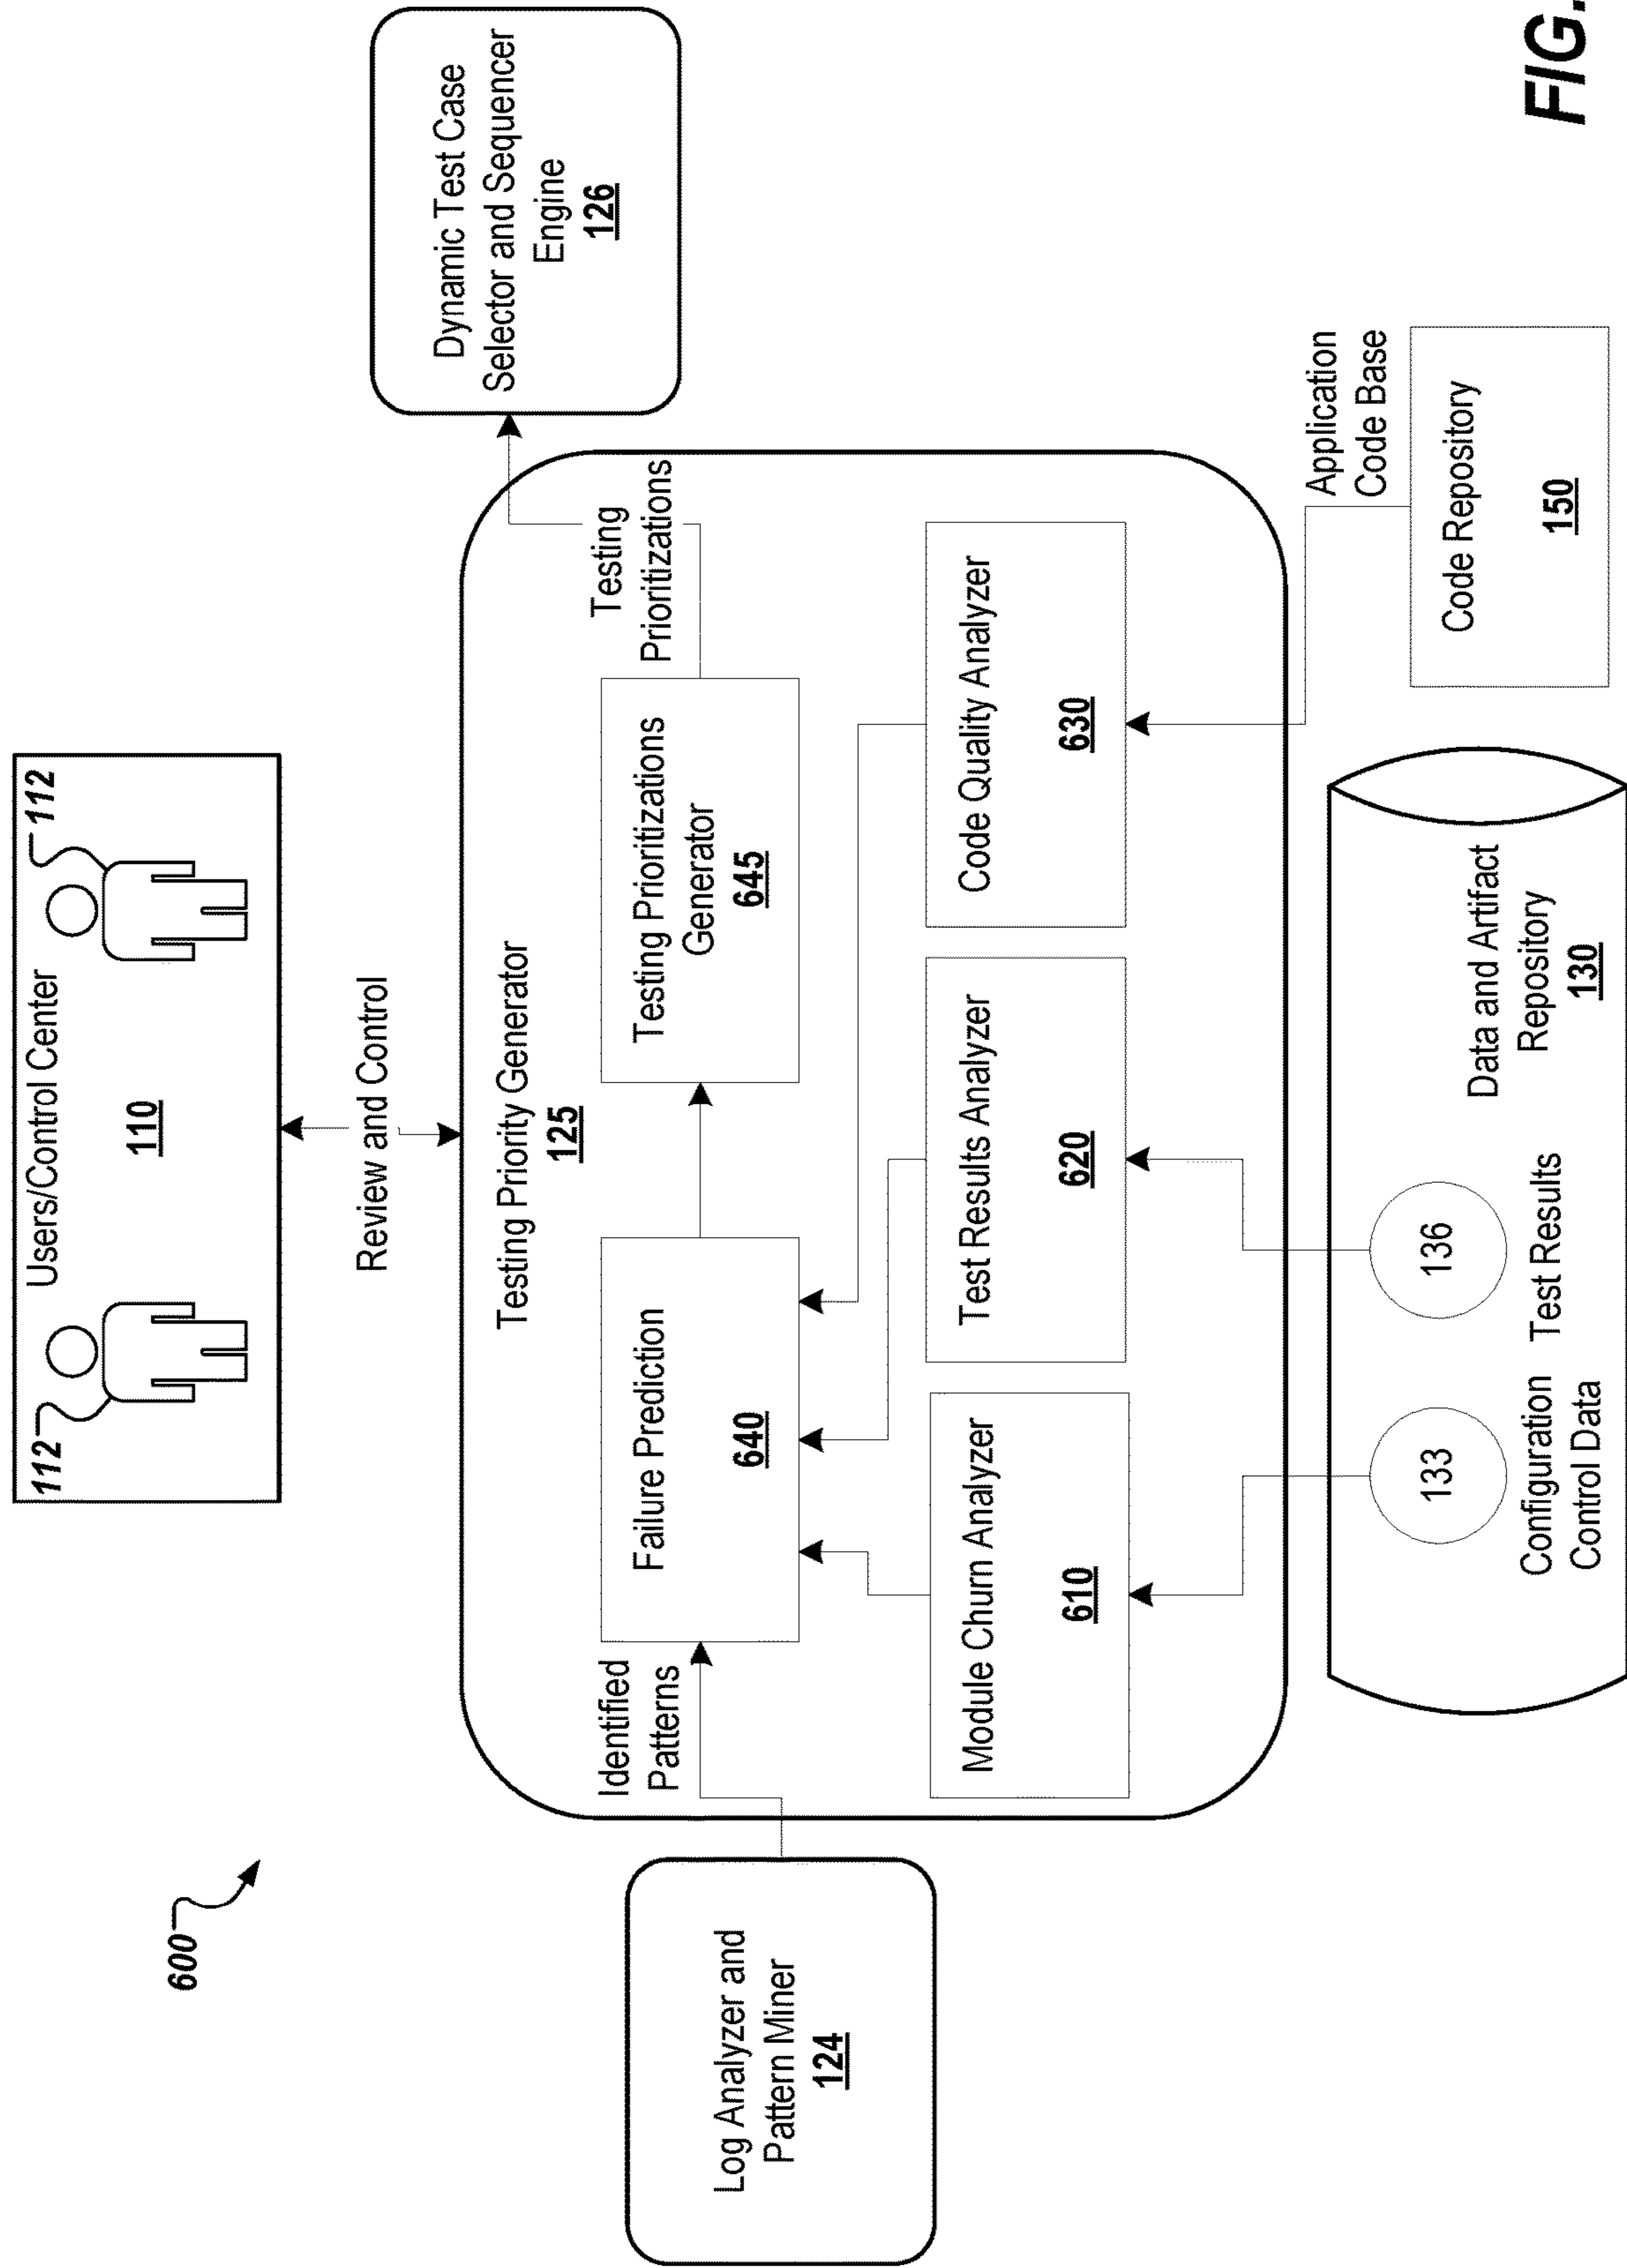 600
Users/Control Center
110
112
112
Review and Control
Log Analyzer and
Pattern Miner
124
Identified
Patterns
Testing Priority Generator
125
Failure Prediction
640
Testing Prioritizations
Generator
645
Testing
Prioritizations
Dynamic Test Case
Selector and Sequencer
Engine
126
Module Churn Analyzer
610
Test Results Analyzer
620
Code Quality Analyzer
630
133
Configuration
Control Data
136
Test Results
Data and Artifact
Repository
130
Application
Code Base
Code Repository
150
FIG.